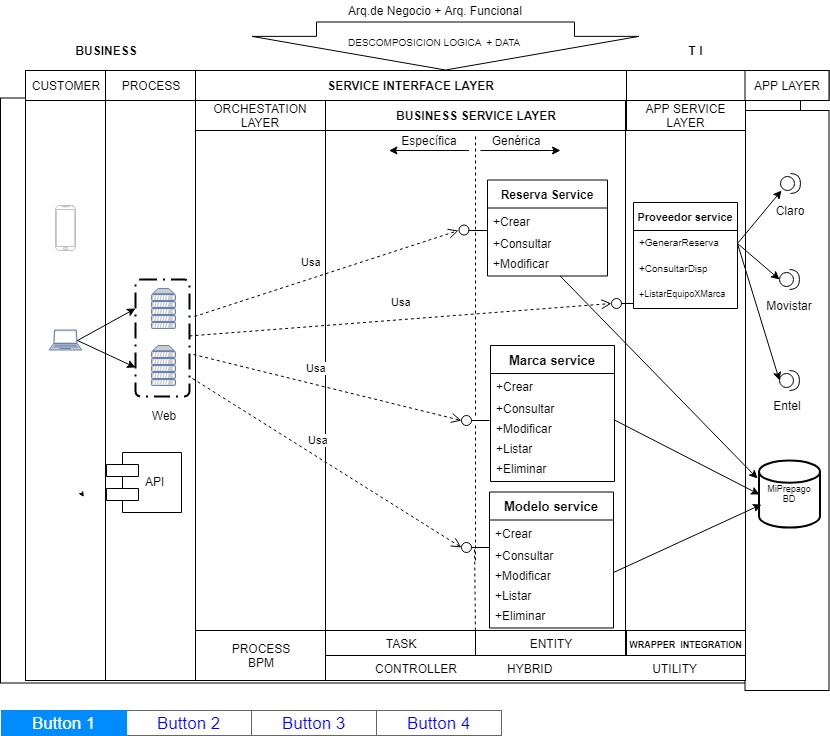 Arq.de Negocio + Arq. Funcional
DESCOMPOSICION LOGICA + DATA
BUSINESS
T I
CUSTOMER
PROCESS
SERVICE INTERFACE LAYER
APP LAYER
ORCHESTATION
LAYER
BUSINESS SERVICE LAYER
APP SERVICE
LAYER
Específica
Genérica
Reserva Service
+Crear
+Consultar
+Modificar
Proveedor service
+GenerarReserva
+ConsultarDisp
+ListarEquipoXMarca
Claro
Movistar
Entel
Usa
Usa
Usa
Usa
Web
API
Marca service
+Crear
+Consultar
+Modificar
+Listar
+Eliminar
MiPrepago
BD
Modelo service
+Crear
+Consultar
+Modificar
+Listar
+Eliminar
PROCESS
BPM
TASK
ENTITY
WRAPPER INTEGRATION
CONTROLLER
HYBRID
UTILITY
Button 1
Button 2
Button 3
Button 4